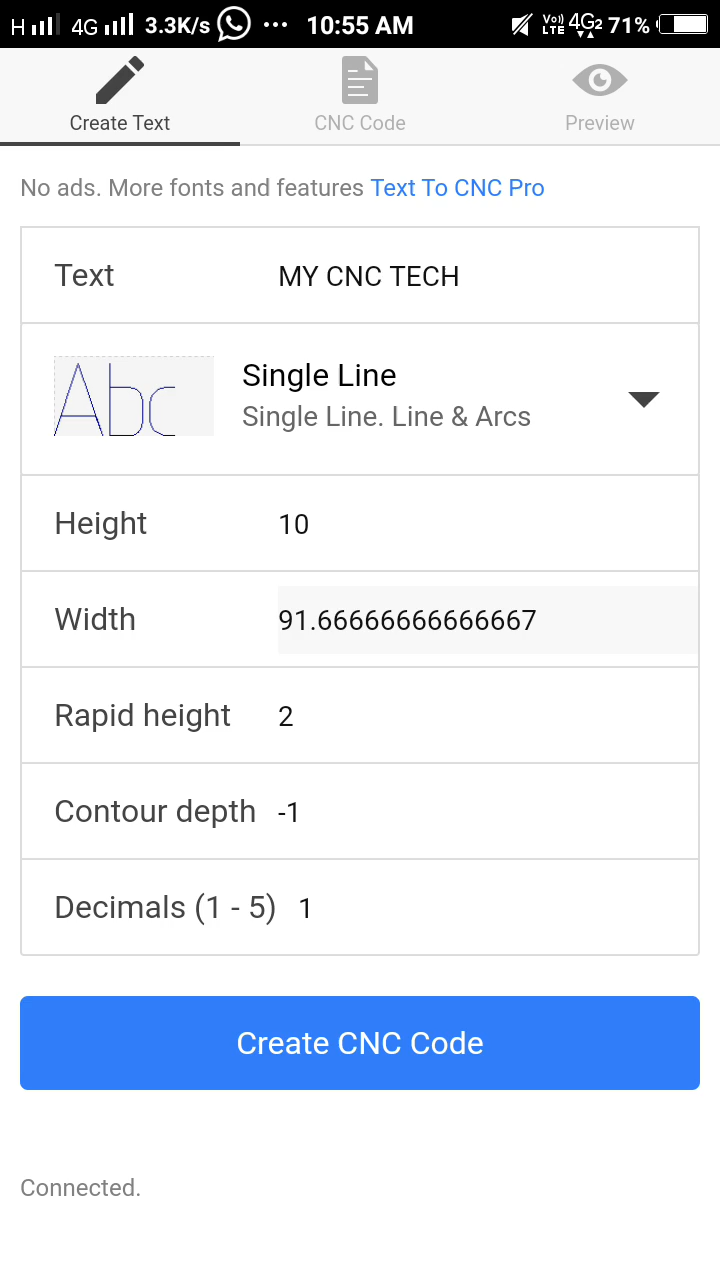 H 4G 3.3K/s ... 10:55 AM Vo)) LTE 4G2 71%
Create Text CNC Code Preview
No ads. More fonts and features Text To CNC Pro
Text MY CNC TECH
Abc Single Line
Single Line. Line & Arcs
Height 10
Width 91.66666666666667
Rapid height 2
Contour depth -1
Decimals (1 - 5) 1
Create CNC Code
Connected.